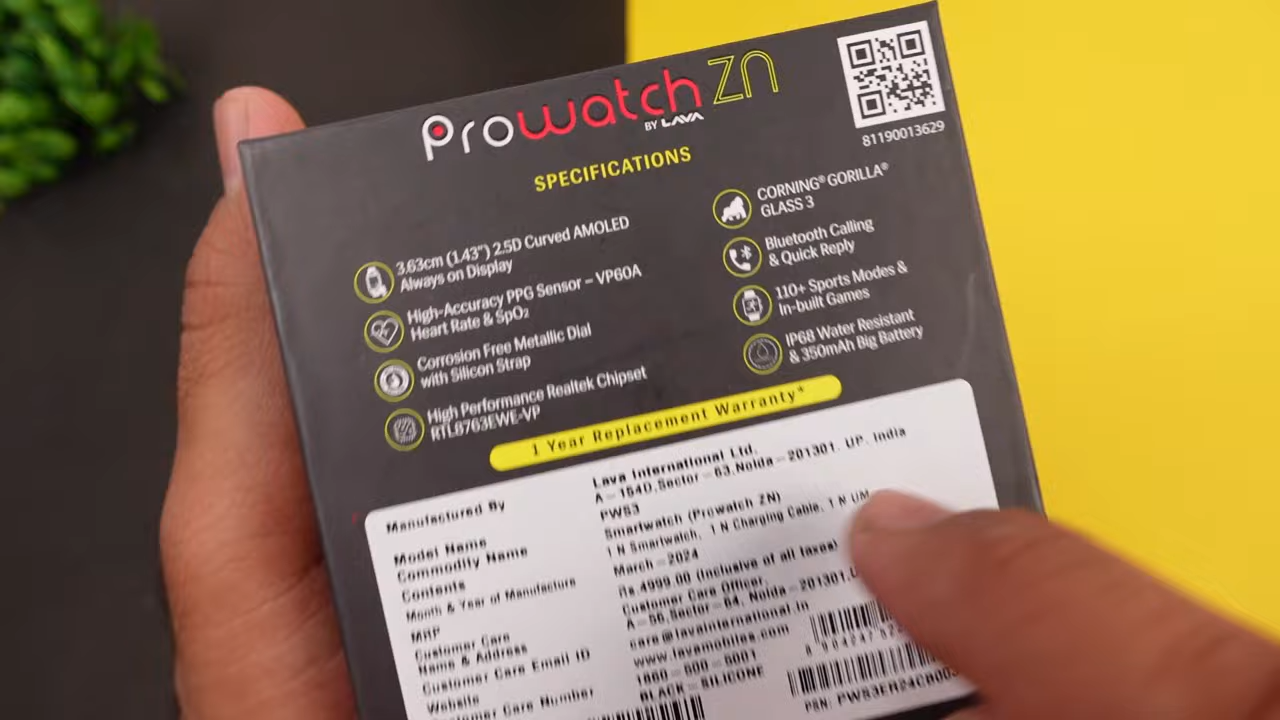 Prowatch ZN
BY LAVA
81190013629
SPECIFICATIONS
3.63cm (1.43") 2.5D Curved AMOLED
Always on Display
High-Accuracy PPG Sensor – VP60A
Heart Rate & SpO₂
Corrosion Free Metallic Dial
with Silicon Strap
High Performance Realtek Chipset
RTL8763EWE-VP
CORNING® GORILLA®
GLASS 3
Bluetooth Calling
& Quick Reply
110+ Sports Modes &
In-built Games
IP68 Water Resistant
& 350mAh Big Battery
1 Year Replacement Warranty*
Manufactured By Lava International Ltd.
A-154D,Sector-63,Noida-201301. UP. India
Model Name PWS3
Commodity Name Smartwatch (Prowatch ZN)
Contents 1 N Smartwatch, 1 N Charging Cable, 1 N UM
Month & Year of Manufacture March-2024
MRP Rs.4999.00 (Inclusive of all taxes)
Customer Care Customer Care Officer,
Name & Address A-56,Sector-64, Noida-201301.
Customer Care Email ID care@lavainternational.in
Website www.lavamobiles.com
Customer Care Number 1860-500-5001
BLACK-SILICONE
PSN: PWS3FH24CB00